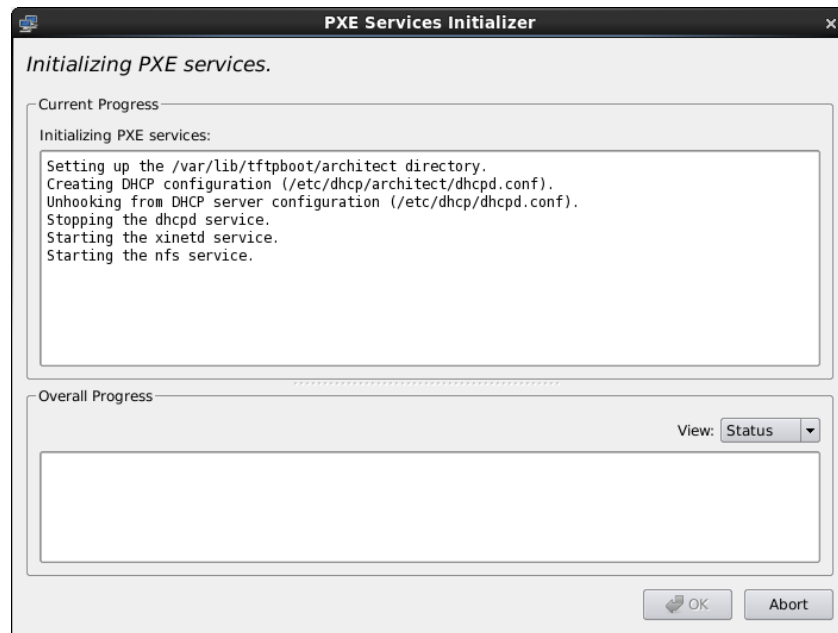 PXE Services Initializer
Initializing PXE services.
Current Progress
Initializing PXE services:
Setting up the /var/lib/tftpboot/architect directory.
Creating DHCP configuration (/etc/dhcp/architect/dhcpd.conf).
Unhooking from DHCP server configuration (/etc/dhcp/dhcpd.conf).
Stopping the dhcpd service.
Starting the xinetd service.
Starting the nfs service.
Overall Progress
View: Status
OK Abort